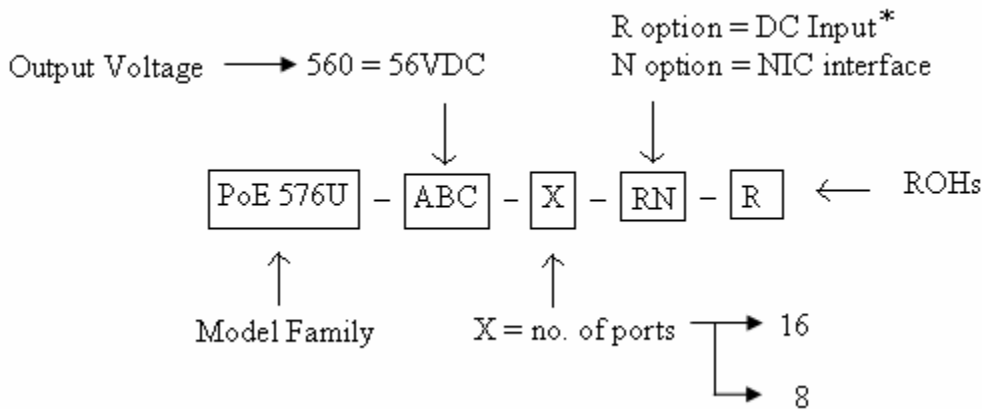 R option = DC Input*
Output Voltage 560 = 56VDC
N option = NIC interface
PoE 576U – ABC – X – RN – R
ROHs
Model Family
X = no. of ports
16
8